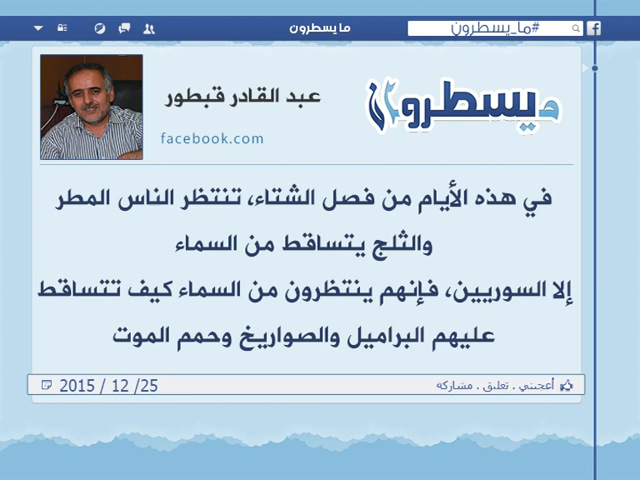 ما يسطرون
#ما_يسطرون
ما يسطرون
عبد القادر قبطور
facebook.com
في هذه الأيام من فصل الشتاء، تنتظر الناس المطر
والثلج يتساقط من السماء
إلا السوريين، فإنهم ينتظرون من السماء كيف تتساقط
عليهم البراميل والصواريخ وحمم الموت
أعجبني . تعليق . مشاركه
2015 / 12 /25